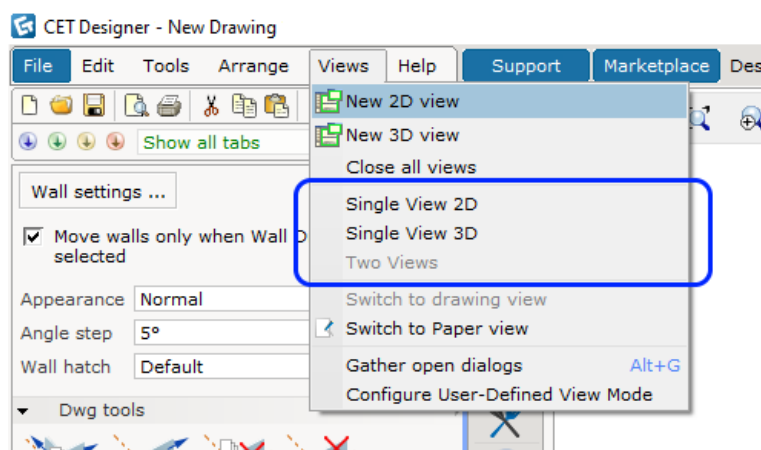 CET Designer - New Drawing
File Edit Tools Arrange Views Help Support Marketplace Des
New 2D view
New 3D view
Show all tabs
Close all views
Wall settings ...
Single View 2D
Single View 3D
Move walls only when Wall D
selected
Two Views
Appearance Normal
Switch to drawing view
Angle step 5°
Switch to Paper view
Wall hatch Default
Gather open dialogs Alt+G
Configure User-Defined View Mode
Dwg tools